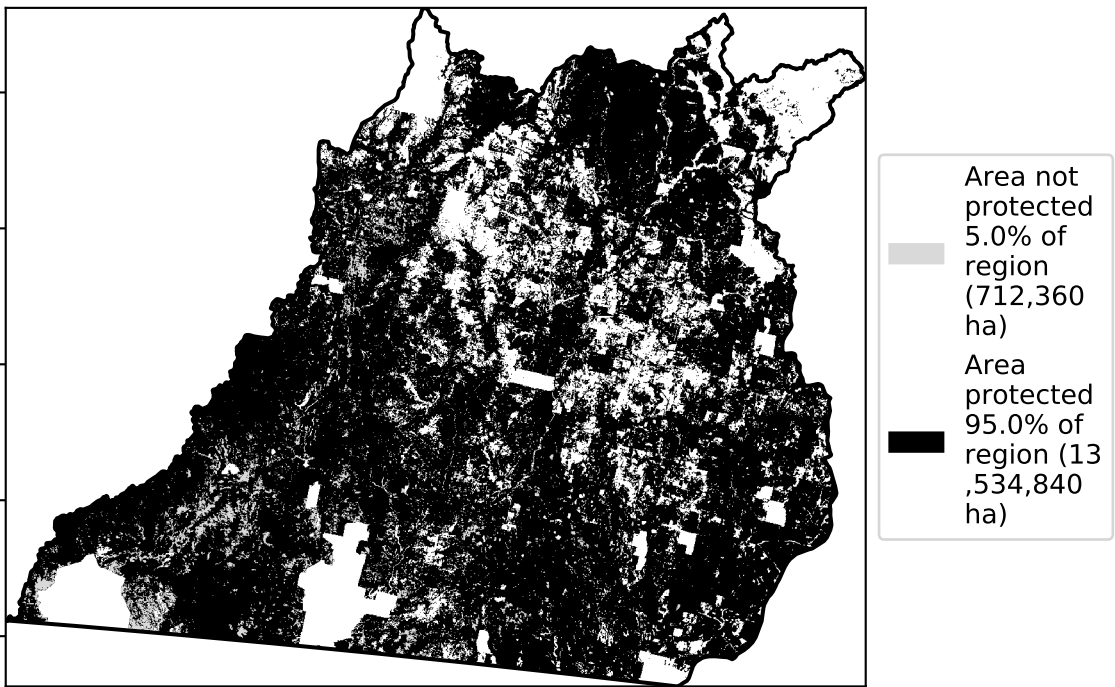 Area not
protected
5.0% of
region
(712,360
ha)
Area
protected
95.0% of
region (13
,534,840
ha)